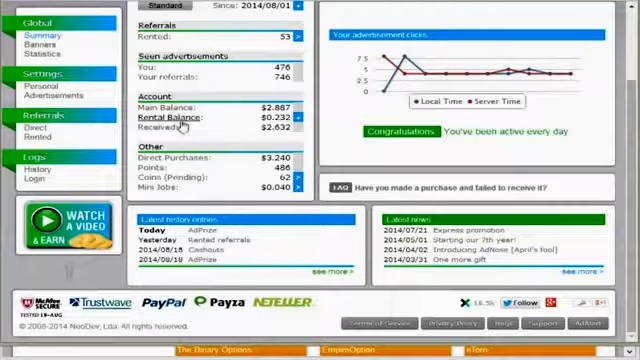 Standard
Since: 2014/08/01
Global
Summary
Banners
Statistics
Settings
Personal
Advertisements
Referrals
Direct
Rented
Logs
History
Login
WATCH
A VIDEO
& EARN
Referrals
Rented: 53
Seen advertisements
You: 476
Your referrals: 746
Account
Main Balance: $2.887
Rental Balance: $0.232
Received: $2.632
Other
Direct Purchases: $3.240
Points: 486
Coins (Pending): 62
Mini Jobs: $0.040
Your advertisement clicks
7.5
5
2.5
0
Local Time
Server Time
Congratulations!
You've been active every day
FAQ
Have you made a purchase and failed to receive it?
Latest history entries
Today AdPrize
Yesterday Rented referrals
2014/08/18 Cashouts
2014/08/18 AdPrize
see more >
Latest news
2014/07/21 Express promotion
2014/05/01 Starting our 7th year!
2014/04/02 Introducing AdNose [April's fool]
2014/03/31 One more gift
see more >
McAfee
SECURE
TESTED 19-AUG
Trustwave
PayPal
Payza
NETELLER
18.5k
Follow
© 2008-2014 NeoDev, Lda. All rights reserved.
Terms of Service
Privacy Policy
Help
Support
AdAlert
The Binary Options
EmpireOption
eToro